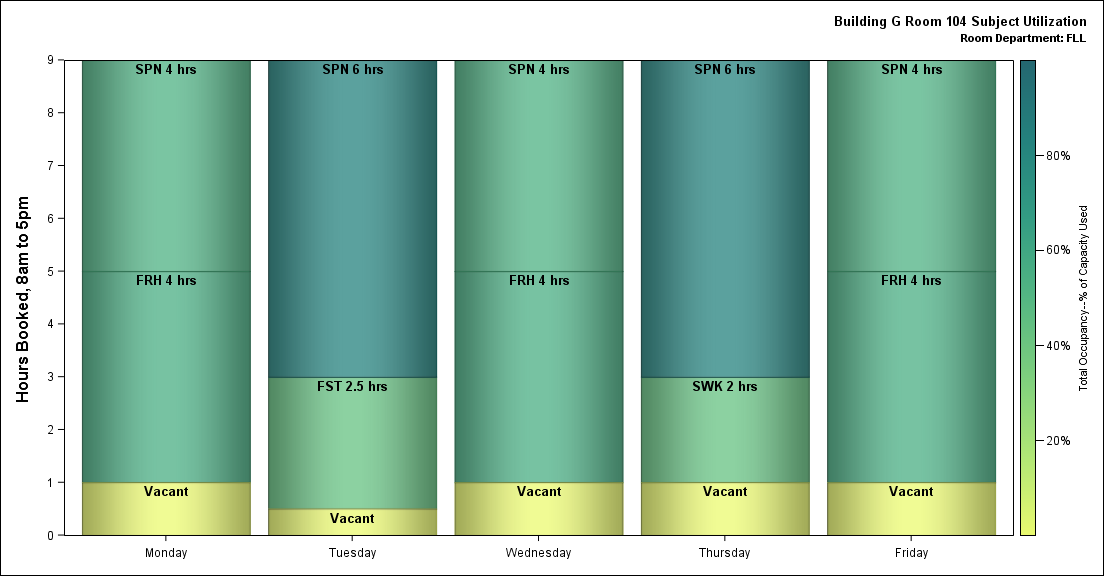 Building G Room 104 Subject Utilization
Room Department: FLL
Hours Booked, 8am to 5pm
9
8
7
6
5
4
3
2
1
0
SPN 4 hrs
FRH 4 hrs
Vacant
SPN 6 hrs
FST 2.5 hrs
Vacant
SPN 4 hrs
FRH 4 hrs
Vacant
SPN 6 hrs
SWK 2 hrs
Vacant
SPN 4 hrs
FRH 4 hrs
Vacant
Monday
Tuesday
Wednesday
Thursday
Friday
80%
60%
40%
20%
Total Occupancy--% of Capacity Used